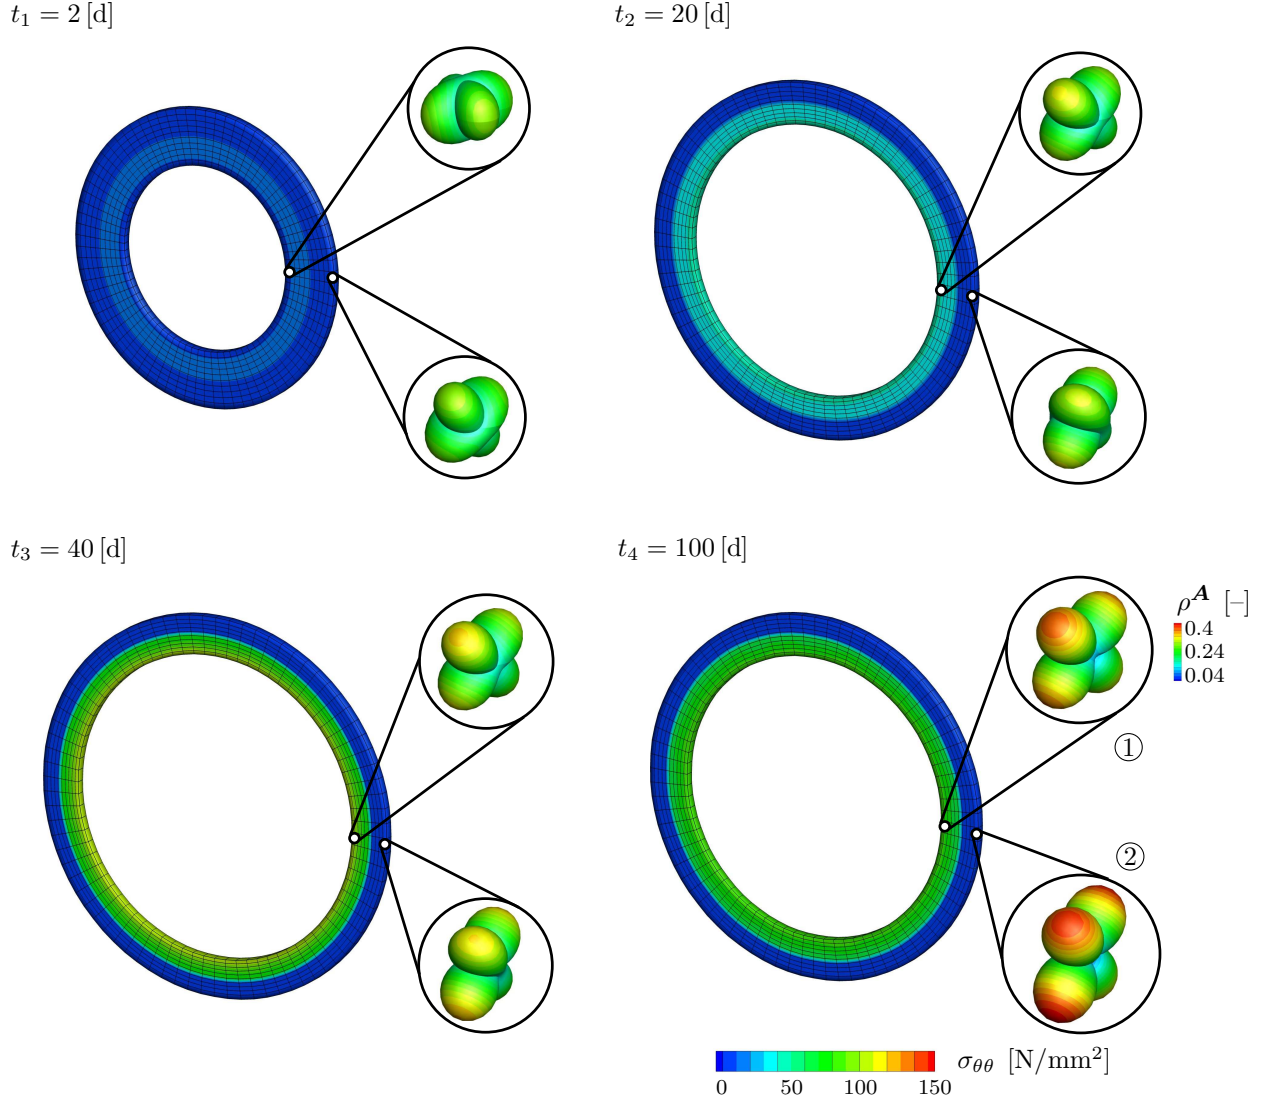 t₁ = 2 [d]
t₂ = 20 [d]
t₃ = 40 [d]
t₄ = 100 [d]
ρᴬ [–]
0.4
0.24
0.04
①
②
σθθ [N/mm²]
0 50 100 150